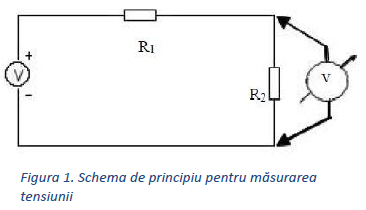 R1
V
+
−
R2
V
Figura 1. Schema de principiu pentru măsurarea
tensiunii